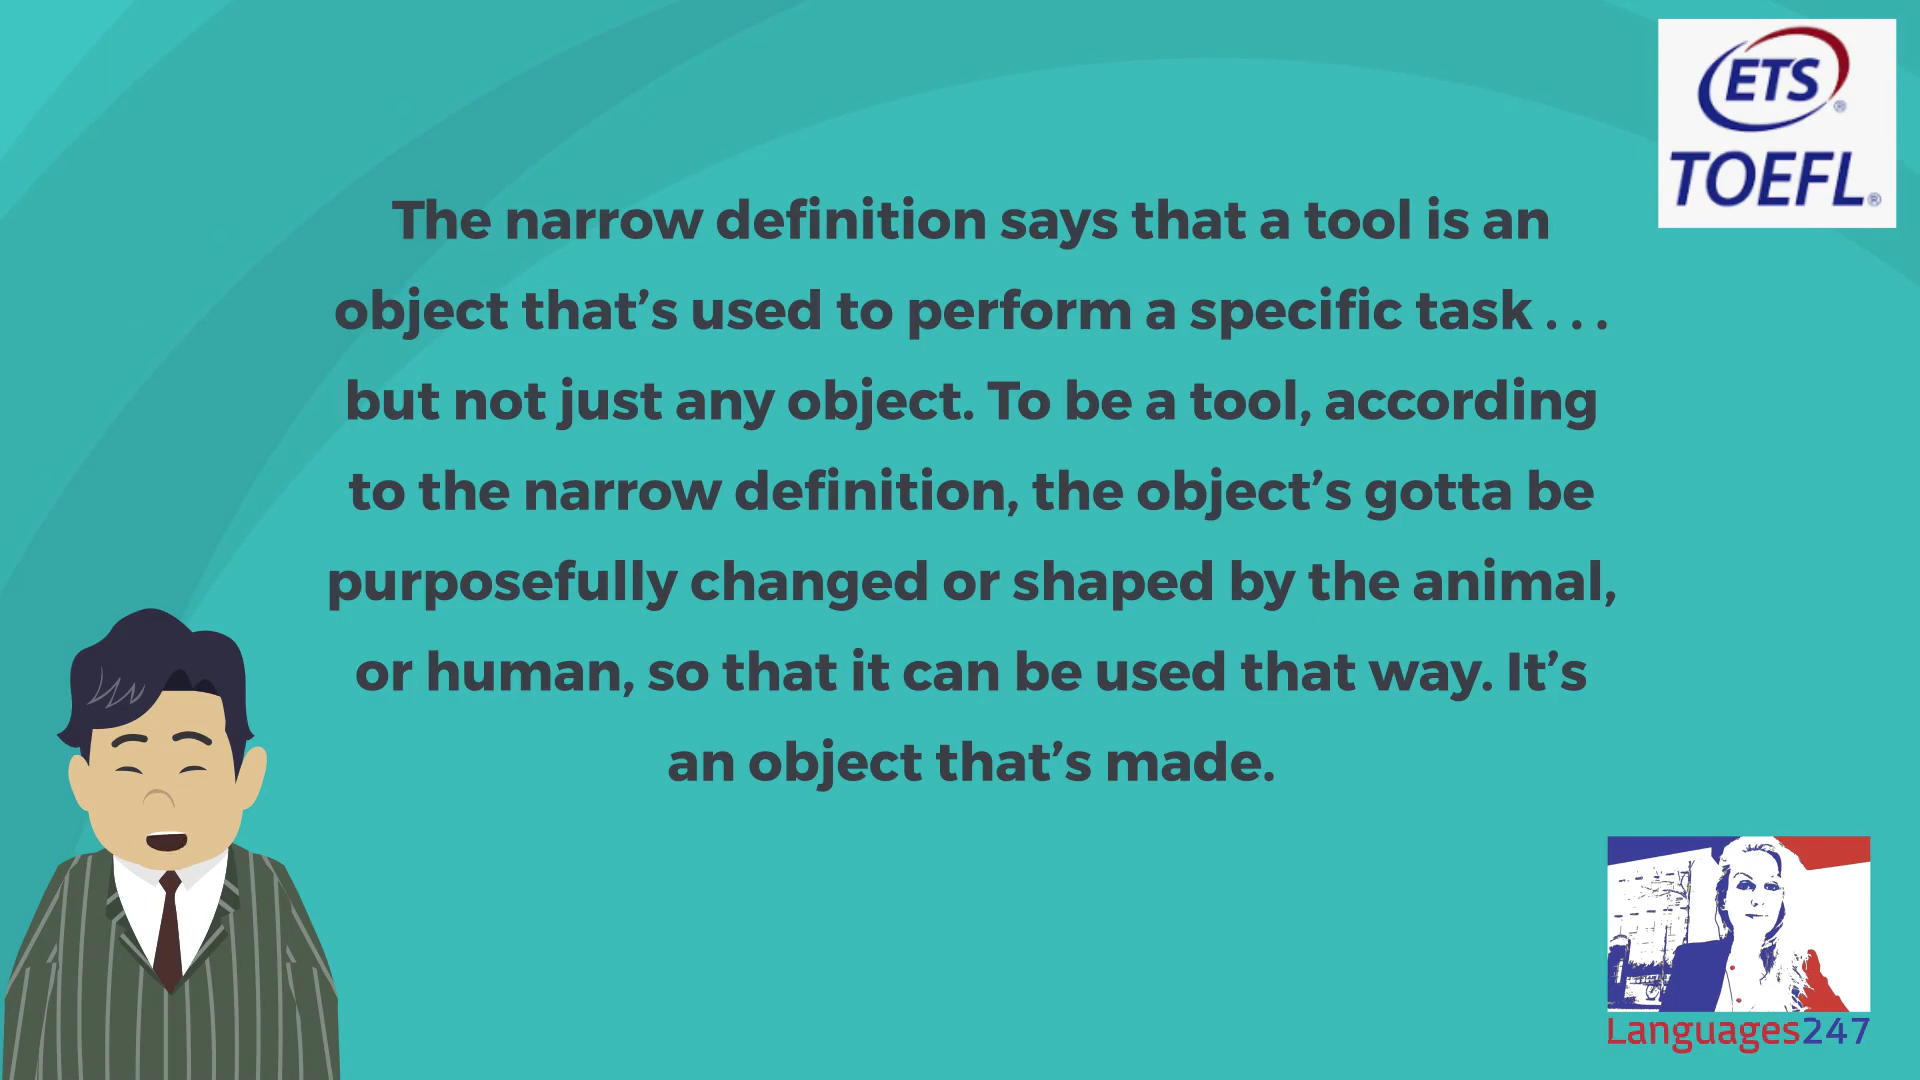 ETS®
TOEFL®
The narrow definition says that a tool is an
object that’s used to perform a specific task . . .
but not just any object. To be a tool, according
to the narrow definition, the object’s gotta be
purposefully changed or shaped by the animal,
or human, so that it can be used that way. It’s
an object that’s made.
Languages247